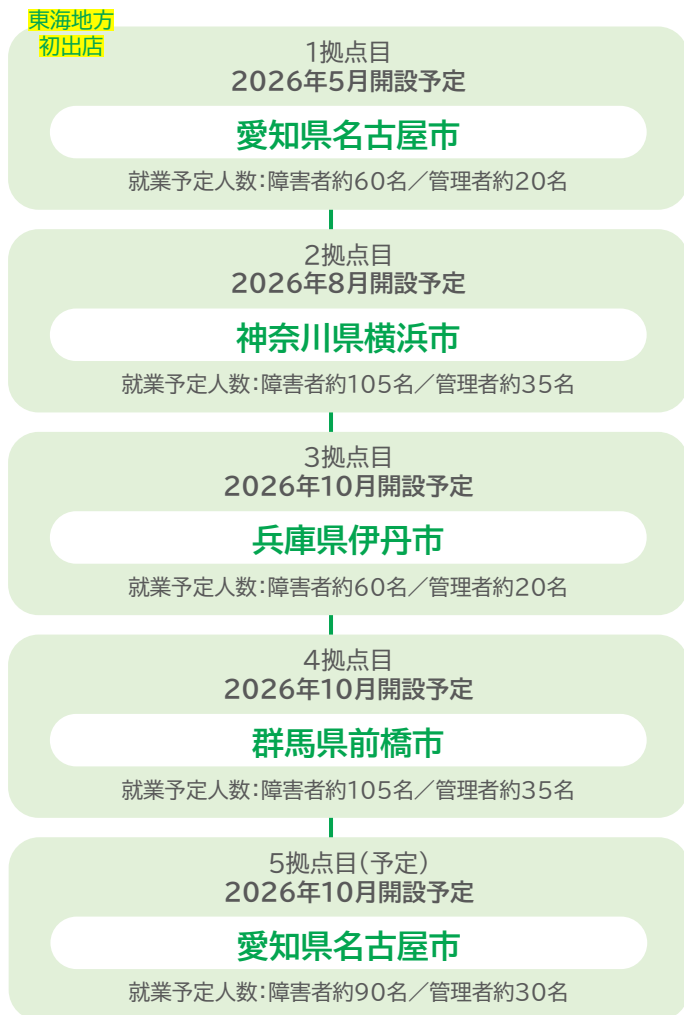 東海地方
初出店
1拠点目
2026年5月開設予定
愛知県名古屋市
就業予定人数：障害者約60名／管理者約20名
2拠点目
2026年8月開設予定
神奈川県横浜市
就業予定人数：障害者約105名／管理者約35名
3拠点目
2026年10月開設予定
兵庫県伊丹市
就業予定人数：障害者約60名／管理者約20名
4拠点目
2026年10月開設予定
群馬県前橋市
就業予定人数：障害者約105名／管理者約35名
5拠点目（予定）
2026年10月開設予定
愛知県名古屋市
就業予定人数：障害者約90名／管理者約30名